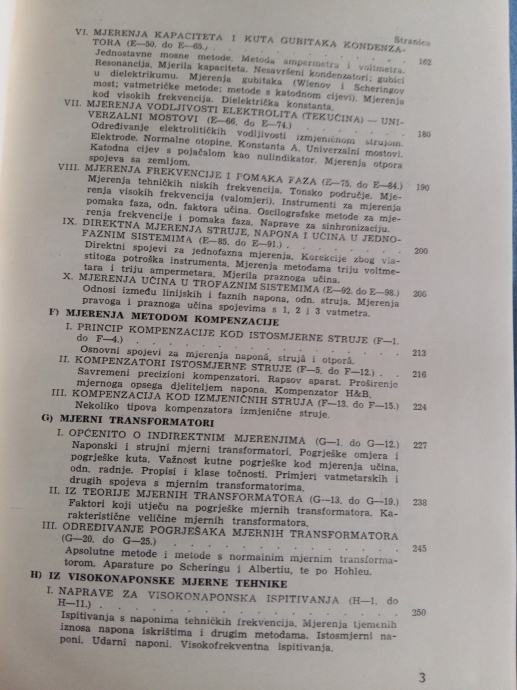 Stranica
VI. MJERENJA KAPACITETA I KUTA GUBITAKA KONDENZA-
TORA (E—50. do E—65.) . . . . . . . . . . 162
Jednostavne mosne metode. Metoda ampermetra i voltmetra.
Resonancija. Mjerila kapaciteta. Nesavršeni kondenzatori; gubici
u dielektrikumu. Mjerenja gubitaka (Wienov i Scheringov
most; vatmetričke metode; metode s katodnom cijevi). Mjerenja
kod visokih frekvencija. Dielektrička konstanta.
VII. MJERENJA VODLJIVOSTI ELEKTROLITA (TEKUĆINA) — UNI-
VERZALNI MOSTOVI (E—66. do E—74.) . . . . . . . 180
Određivanje elektrolitičkih vodljivosti izmjeničnom strujom.
Elektrode. Normalne otopine. Konstanta A. Univerzalni mostovi.
Katodna cijev s pojačalom kao nulindikator. Mjerenja otpora
spojeva sa zemljom.
VIII. MJERENJA FREKVENCIJE I POMAKA FAZA (E—75. do E—84.) 190
Mjerenja tehničkih niskih frekvencija. Tonsko područje. Mje-
renja visokih frekvencija (valomjeri). Instrumenti za mjerenja
pomaka faza, odn. faktora učina. Oscilografske metode za mje-
renja frekvencije i pomaka faza. Naprave za sinhronizaciju.
IX. DIREKTNA MJERENJA STRUJE, NAPONA I UČINA U JEDNO-
FAZNIM SISTEMIMA (E—85. do E—91.) . . . . . . . 200
Direktni spojevi za jednofazna mjerenja. Korekcije zbog vla-
stitoga potroška instrumenta. Mjerenja metodama triju voltme-
tara i triju ampermetara. Mjerila praznoga učina.
X. MJERENJA UČINA U TROFAZNIM SISTEMIMA (E—92. do E—98.) 206
Odnosi između linijskih i faznih napona, odn. struja. Mjerenja
pravoga i praznoga učina spojevima s 1, 2 i 3 vatmetra.
F) MJERENJA METODOM KOMPENZACIJE
I. PRINCIP KOMPENZACIJE KOD ISTOSMJERNE STRUJE (F—1.
do F—4.) . . . . . . . . . . . . . 213
Osnovni spojevi za mjerenja naponâ, strujâ i otporâ.
II. KOMPENZATORI ISTOSMJERNE STRUJE (F—5. do F—12.) . 216
Savremeni precizioni kompenzatori. Rapsov aparat. Proširenje
mjernoga opsega djeliteljem napona. Kompenzator H&B.
III. KOMPENZACIJA KOD IZMJENIČNIH STRUJA (F—13. do F—15.) 224
Nekoliko tipova kompenzatora izmjenične struje.
G) MJERNI TRANSFORMATORI
I. OPĆENITO O INDIREKTNIM MJERENJIMA (G—1. do G—12.) 227
Naponski i strujni mjerni transformatori. Pogreške omjera i
pogreške kuta. Važnost kutne pogreške kod mjerenja učina,
odn. radnje. Propisi i klase točnosti. Primjeri vatmetarskih i
drugih spojeva s mjernim transformatorima.
II. IZ TEORIJE MJERNIH TRANSFORMATORA (G—13. do G—19.) 238
Faktori koji utječu na pogreške mjernih transformatora. Ka-
rakteristične veličine mjernih transformatora.
III. ODREĐIVANJE POGREŠAKA MJERNIH TRANSFORMATORA
(G—20. do G—25.) . . . . . . . . . . . 245
Apsolutne metode i metode s normalnim mjernim transforma-
torom. Aparature po Scheringu i Albertiu, te po Hohleu.
H) IZ VISOKONAPONSKE MJERNE TEHNIKE
I. NAPRAVE ZA VISOKONAPONSKA ISPITIVANJA (H—1. do
H—11.) . . . . . . . . . . . . . . 250
Ispitivanja s naponima tehničkih frekvencija. Mjerenja tjemenih
iznosa napona iskrištima i drugim metodama. Istosmjerni na-
poni. Udarni naponi. Visokofrekventna ispitivanja.
3